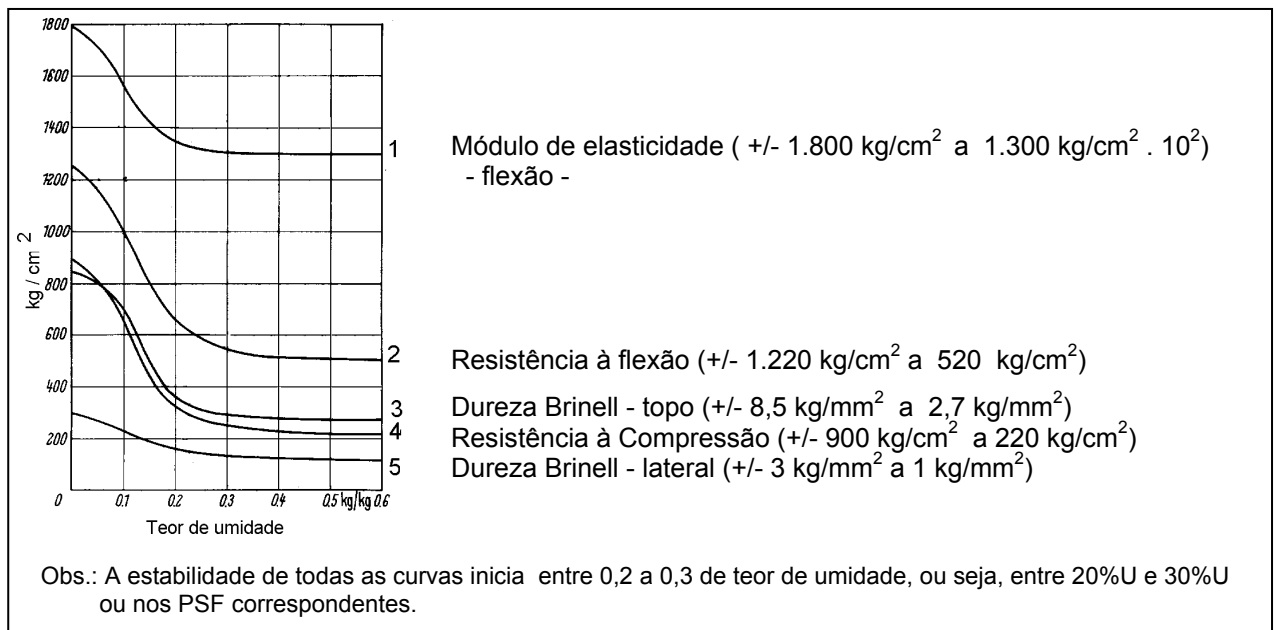 1800
1600
1400
1200
1000
800
600
400
200
kg / cm 2
1
2
3
4
5
0 0.1 0.2 0.3 0.4 0.5 kg/kg 0.6
Teor de umidade
Módulo de elasticidade ( +/- 1.800 kg/cm² a 1.300 kg/cm² . 10²)
- flexão -
Resistência à flexão (+/- 1.220 kg/cm² a 520 kg/cm²)
Dureza Brinell - topo (+/- 8,5 kg/mm² a 2,7 kg/mm²)
Resistência à Compressão (+/- 900 kg/cm² a 220 kg/cm²)
Dureza Brinell - lateral (+/- 3 kg/mm² a 1 kg/mm²)
Obs.: A estabilidade de todas as curvas inicia entre 0,2 a 0,3 de teor de umidade, ou seja, entre 20%U e 30%U
ou nos PSF correspondentes.